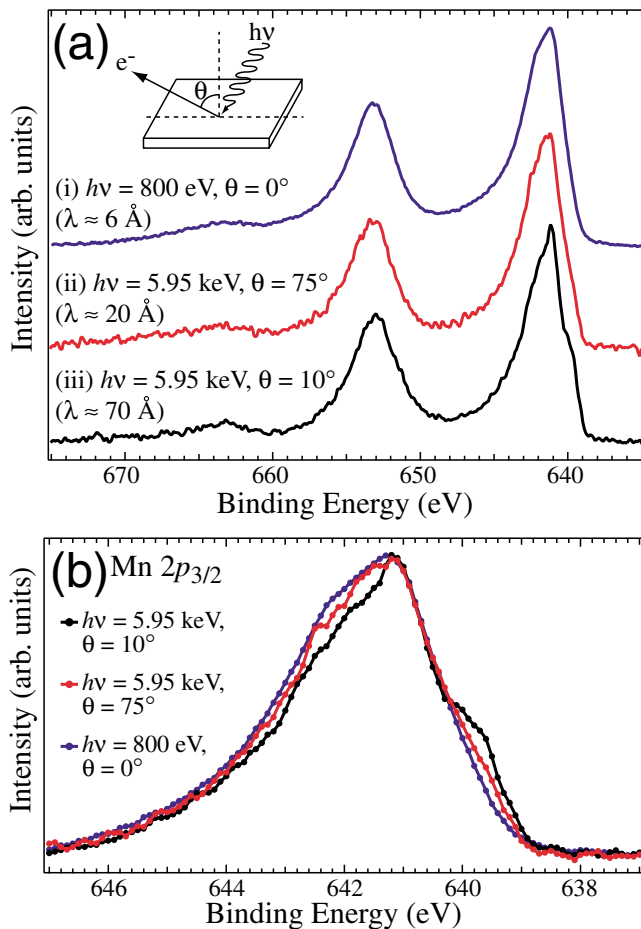 (a)
hν
e-
θ
(i) hν = 800 eV, θ = 0°
(λ ≈ 6 Å)
(ii) hν = 5.95 keV, θ = 75°
(λ ≈ 20 Å)
(iii) hν = 5.95 keV, θ = 10°
(λ ≈ 70 Å)
Intensity (arb. units)
670 660 650 640
Binding Energy (eV)
(b) Mn 2p3/2
hν = 5.95 keV,
θ = 10°
hν = 5.95 keV,
θ = 75°
hν = 800 eV,
θ = 0°
Intensity (arb. units)
646 644 642 640 638
Binding Energy (eV)